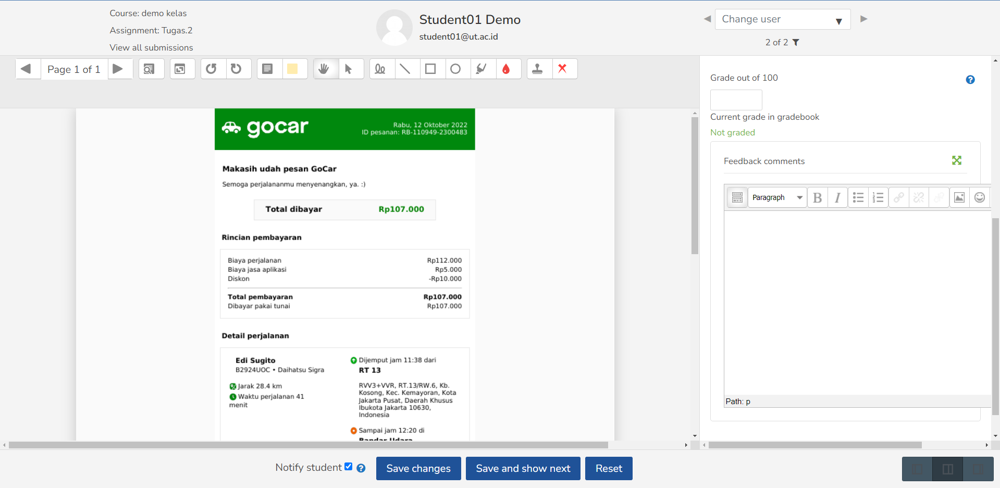 Course: demo kelas
Assignment: Tugas.2
View all submissions
Student01 Demo
student01@ut.ac.id
Change user
2 of 2
Page 1 of 1
gocar
Rabu, 12 Oktober 2022
ID pesanan: RB-110949-2300483
Makasih udah pesan GoCar
Semoga perjalananmu menyenangkan, ya. :)
Total dibayar Rp107.000
Rincian pembayaran
Biaya perjalanan Rp112.000
Biaya jasa aplikasi Rp5.000
Diskon -Rp10.000
Total pembayaran Rp107.000
Dibayar pakai tunai Rp107.000
Detail perjalanan
Edi Sugito
B2924UOC • Daihatsu Sigra
Jarak 28.4 km
Waktu perjalanan 41
menit
Dijemput jam 11:38 dari
RT 13
RVV3+VVR, RT.13/RW.6, Kb.
Kosong, Kec. Kemayoran, Kota
Jakarta Pusat, Daerah Khusus
Ibukota Jakarta 10630,
Indonesia
Sampai jam 12:20 di
Bandar Udara
Grade out of 100
Current grade in gradebook
Not graded
Feedback comments
Paragraph B I
Path: p
Notify student
Save changes
Save and show next
Reset